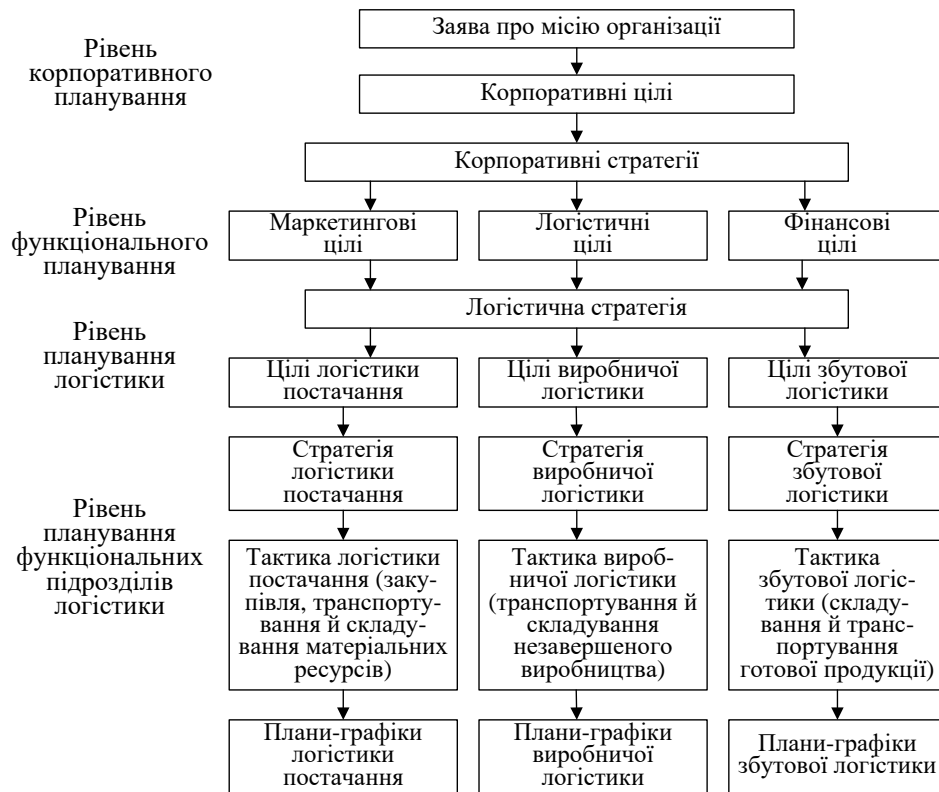 Заява про місію організації
Рівень
корпоративного
планування
Корпоративні цілі
Корпоративні стратегії
Рівень
функціонального
планування
Маркетингові
цілі
Логістичні
цілі
Фінансові
цілі
Логістична стратегія
Рівень
планування
логістики
Цілі логістики
постачання
Цілі виробничої
логістики
Цілі збутової
логістики
Стратегія
логістики
постачання
Стратегія
виробничої
логістики
Стратегія
збутової
логістики
Рівень
планування
функціональних
підрозділів
логістики
Тактика логістики
постачання (заку-
півля, транспорту-
вання й складу-
вання матеріальних
ресурсів)
Тактика вироб-
ничої логістики
(транспортування й
складування
незавершеного
виробництва)
Тактика
збутової логіс-
тики (складу-
вання й транс-
портування
готової продукції)
Плани-графіки
логістики
постачання
Плани-графіки
виробничої
логістики
Плани-графіки
збутової логістики